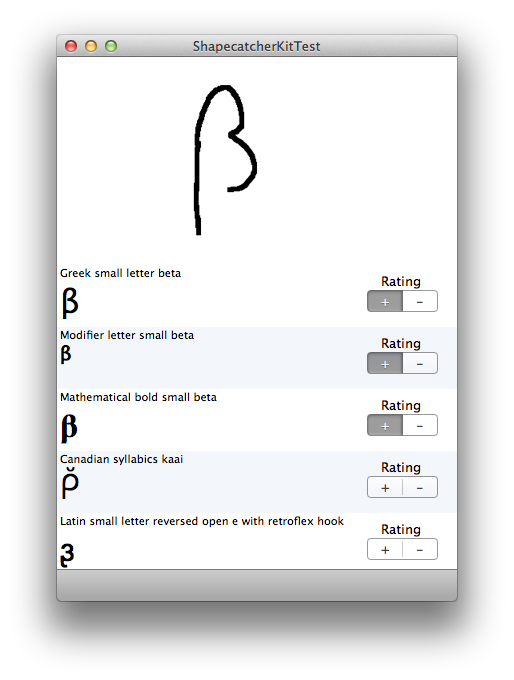 ShapecatcherKitTest
β
Greek small letter beta
β
Rating
+ -
Modifier letter small beta
ᵝ
Rating
+ -
Mathematical bold small beta
𝛃
Rating
+ -
Canadian syllabics kaai
ᑬ
Rating
+ -
Latin small letter reversed open e with retroflex hook
ᶔ
Rating
+ -